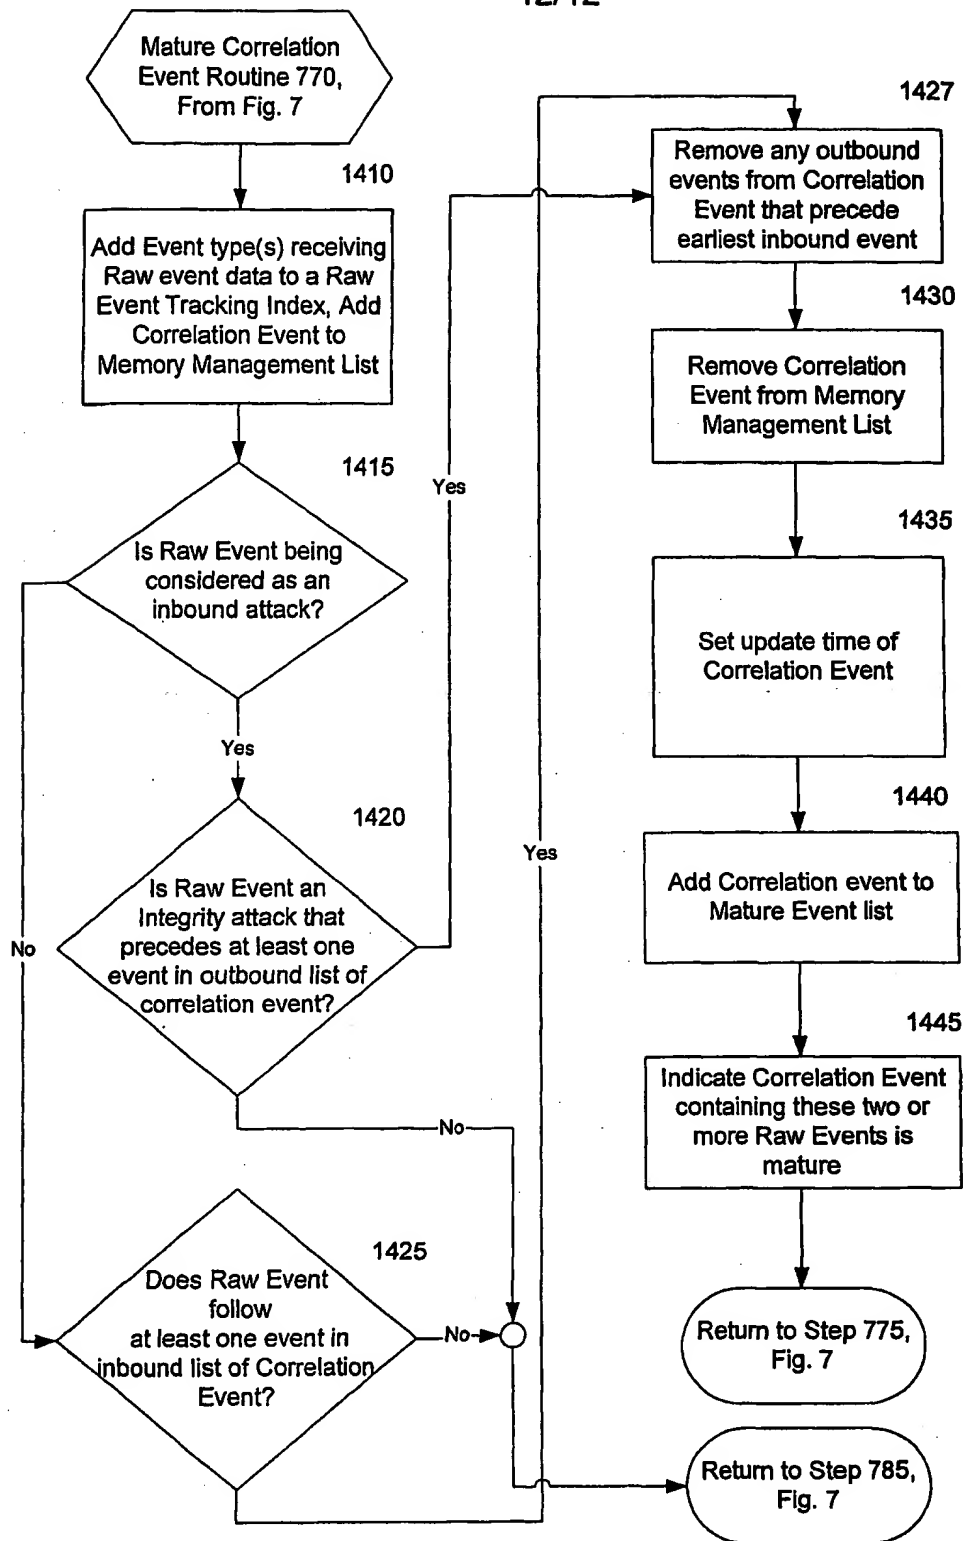 12/12
Mature Correlation
Event Routine 770,
From Fig. 7
1410
Add Event type(s) receiving
Raw event data to a Raw
Event Tracking Index, Add
Correlation Event to
Memory Management List
1415
Is Raw Event being
considered as an
inbound attack?
Yes
No
1420
Is Raw Event an
Integrity attack that
precedes at least one
event in outbound list of
correlation event?
Yes
No
1425
Does Raw Event
follow
at least one event in
inbound list of Correlation
Event?
No
Yes
1427
Remove any outbound
events from Correlation
Event that precede
earliest inbound event
1430
Remove Correlation
Event from Memory
Management List
1435
Set update time of
Correlation Event
1440
Add Correlation event to
Mature Event list
1445
Indicate Correlation Event
containing these two or
more Raw Events is
mature
Return to Step 775,
Fig. 7
Return to Step 785,
Fig. 7